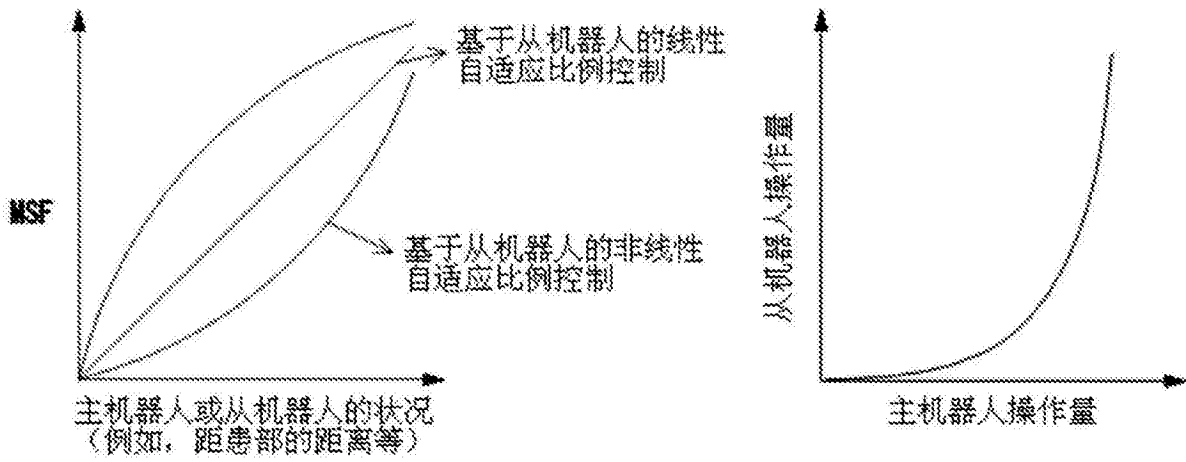 基于从机器人的线性
自适应比例控制
MSF
基于从机器人的非线性
自适应比例控制
主机器人或从机器人的状况
(例如，距患部的距离等)
从机器人操作量
主机器人操作量